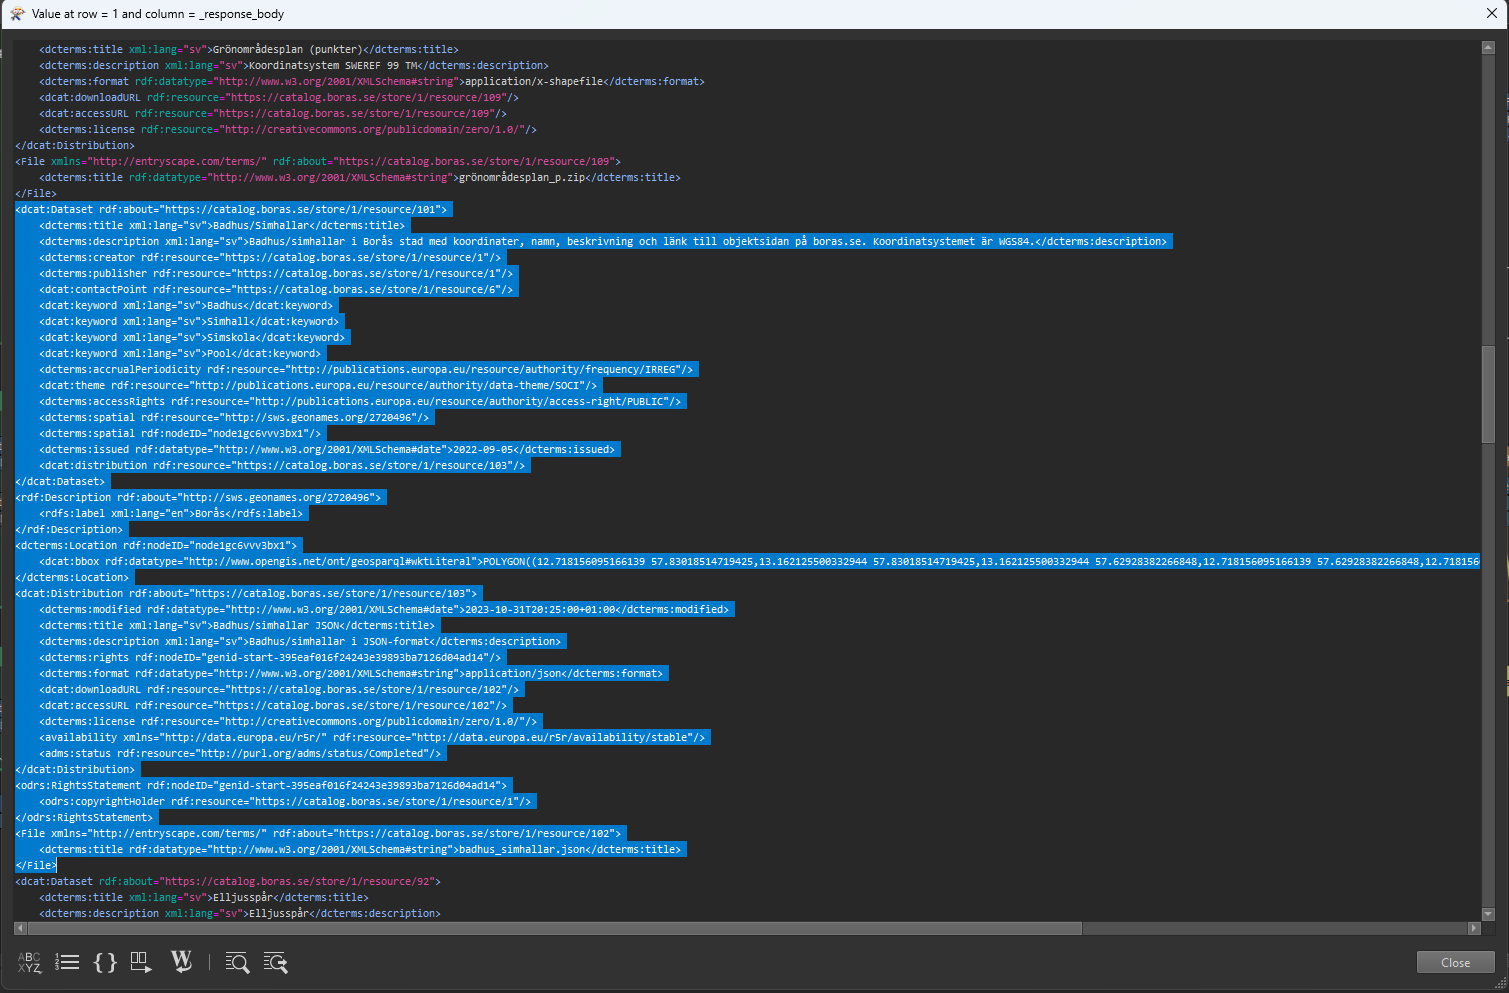 Value at row = 1 and column = _response_body
<dcterms:title xml:lang="sv">Grönområdesplan (punkter)</dcterms:title>
<dcterms:description xml:lang="sv">Koordinatsystem SWEREF 99 TM</dcterms:description>
<dcterms:format rdf:datatype="http://www.w3.org/2001/XMLSchema#string">application/x-shapefile</dcterms:format>
<dcat:downloadURL rdf:resource="https://catalog.boras.se/store/1/resource/109"/>
<dcat:accessURL rdf:resource="https://catalog.boras.se/store/1/resource/109"/>
<dcterms:license rdf:resource="http://creativecommons.org/publicdomain/zero/1.0/"/>
</dcat:Distribution>
<File xmlns="http://entryscape.com/terms/" rdf:about="https://catalog.boras.se/store/1/resource/109">
<dcterms:title rdf:datatype="http://www.w3.org/2001/XMLSchema#string">grönområdesplan_p.zip</dcterms:title>
</File>
<dcat:Dataset rdf:about="https://catalog.boras.se/store/1/resource/101">
<dcterms:title xml:lang="sv">Badhus/Simhallar</dcterms:title>
<dcterms:description xml:lang="sv">Badhus/simhallar i Borås stad med koordinater, namn, beskrivning och länk till objektsidan på boras.se. Koordinatsystemet är WGS84.</dcterms:description>
<dcterms:creator rdf:resource="https://catalog.boras.se/store/1/resource/1"/>
<dcterms:publisher rdf:resource="https://catalog.boras.se/store/1/resource/1"/>
<dcat:contactPoint rdf:resource="https://catalog.boras.se/store/1/resource/6"/>
<dcat:keyword xml:lang="sv">Badhus</dcat:keyword>
<dcat:keyword xml:lang="sv">Simhall</dcat:keyword>
<dcat:keyword xml:lang="sv">Simskola</dcat:keyword>
<dcat:keyword xml:lang="sv">Pool</dcat:keyword>
<dcterms:accrualPeriodicity rdf:resource="http://publications.europa.eu/resource/authority/frequency/IRREG"/>
<dcat:theme rdf:resource="http://publications.europa.eu/resource/authority/data-theme/SOCI"/>
<dcterms:accessRights rdf:resource="http://publications.europa.eu/resource/authority/access-right/PUBLIC"/>
<dcterms:spatial rdf:resource="http://sws.geonames.org/2720496"/>
<dcterms:spatial rdf:nodeID="node1gc6vvv3bx1"/>
<dcterms:issued rdf:datatype="http://www.w3.org/2001/XMLSchema#date">2022-09-05</dcterms:issued>
<dcat:distribution rdf:resource="https://catalog.boras.se/store/1/resource/103"/>
</dcat:Dataset>
<rdf:Description rdf:about="http://sws.geonames.org/2720496">
<rdfs:label xml:lang="en">Borås</rdfs:label>
</rdf:Description>
<dcterms:Location rdf:nodeID="node1gc6vvv3bx1">
<dcat:bbox rdf:datatype="http://www.opengis.net/ont/geosparql#wktLiteral">POLYGON((12.718156095166139 57.83018514719425,13.162125500332944 57.83018514719425,13.162125500332944 57.62928382266848,12.718156095166139 57.62928382266848,12.718156
</dcterms:Location>
<dcat:Distribution rdf:about="https://catalog.boras.se/store/1/resource/103">
<dcterms:modified rdf:datatype="http://www.w3.org/2001/XMLSchema#date">2023-10-31T20:25:00+01:00</dcterms:modified>
<dcterms:title xml:lang="sv">Badhus/simhallar JSON</dcterms:title>
<dcterms:description xml:lang="sv">Badhus/simhallar i JSON-format</dcterms:description>
<dcterms:rights rdf:nodeID="genid-start-395eaf016f24243e39893ba7126d04ad14"/>
<dcterms:format rdf:datatype="http://www.w3.org/2001/XMLSchema#string">application/json</dcterms:format>
<dcat:downloadURL rdf:resource="https://catalog.boras.se/store/1/resource/102"/>
<dcat:accessURL rdf:resource="https://catalog.boras.se/store/1/resource/102"/>
<dcterms:license rdf:resource="http://creativecommons.org/publicdomain/zero/1.0/"/>
<availability xmlns="http://data.europa.eu/r5r/" rdf:resource="http://data.europa.eu/r5r/availability/stable"/>
<adms:status rdf:resource="http://purl.org/adms/status/Completed"/>
</dcat:Distribution>
<odrs:RightsStatement rdf:nodeID="genid-start-395eaf016f24243e39893ba7126d04ad14">
<odrs:copyrightHolder rdf:resource="https://catalog.boras.se/store/1/resource/1"/>
</odrs:RightsStatement>
<File xmlns="http://entryscape.com/terms/" rdf:about="https://catalog.boras.se/store/1/resource/102">
<dcterms:title rdf:datatype="http://www.w3.org/2001/XMLSchema#string">badhus_simhallar.json</dcterms:title>
</File>
<dcat:Dataset rdf:about="https://catalog.boras.se/store/1/resource/92">
<dcterms:title xml:lang="sv">Elljusspår</dcterms:title>
<dcterms:description xml:lang="sv">Elljusspår</dcterms:description>
ABC
XYZ
Close